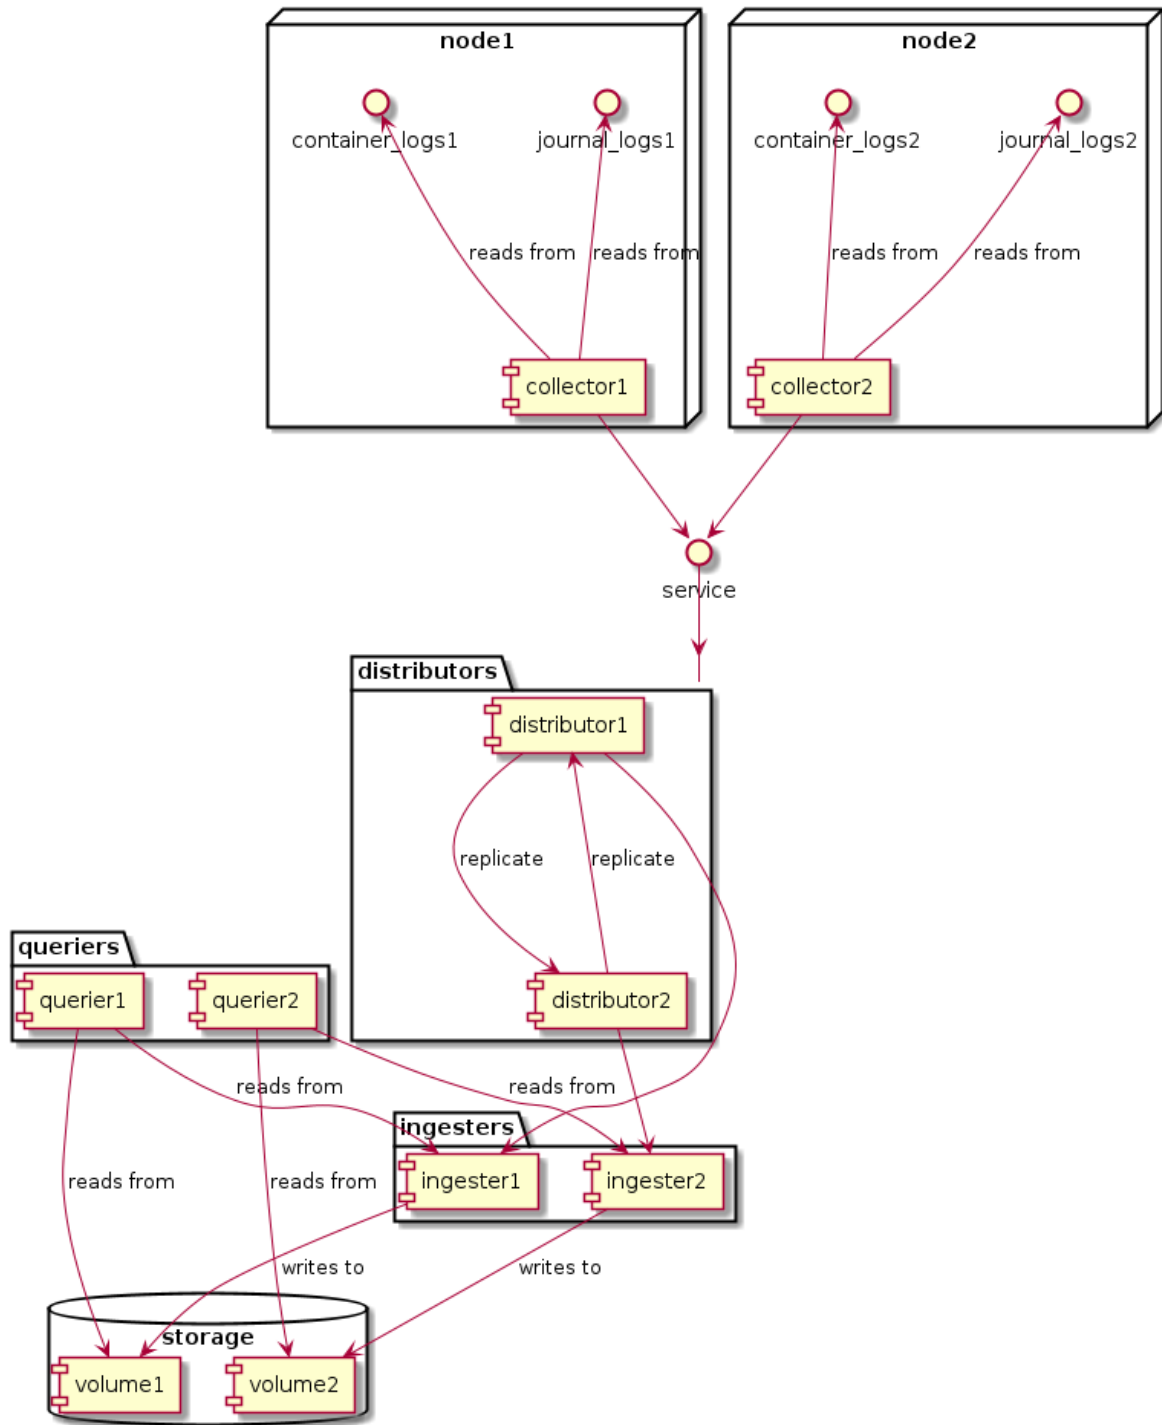 node1
node2
container_logs1
journal_logs1
container_logs2
journal_logs2
reads from
reads from
reads from
reads from
collector1
collector2
service
distributors
distributor1
replicate
replicate
queriers
querier1
querier2
distributor2
reads from
reads from
ingesters
ingester1
ingester2
reads from
reads from
writes to
writes to
storage
volume1
volume2